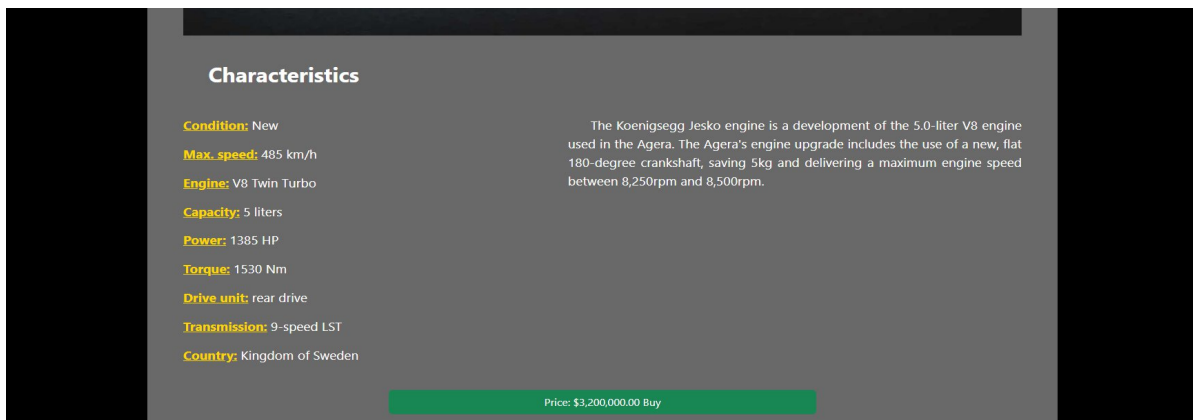 Characteristics
Condition: New
Max. speed: 485 km/h
Engine: V8 Twin Turbo
Capacity: 5 liters
Power: 1385 HP
Torque: 1530 Nm
Drive unit: rear drive
Transmission: 9-speed LST
Country: Kingdom of Sweden
The Koenigsegg Jesko engine is a development of the 5.0-liter V8 engine
used in the Agera. The Agera's engine upgrade includes the use of a new, flat
180-degree crankshaft, saving 5kg and delivering a maximum engine speed
between 8,250rpm and 8,500rpm.
Price: $3,200,000.00 Buy